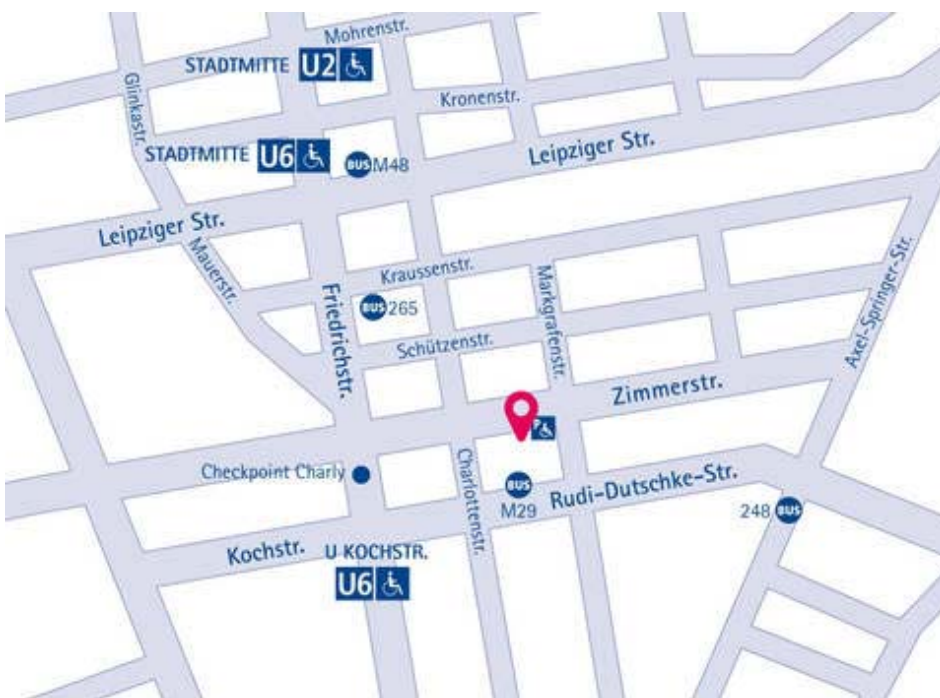 Mohrenstr.
STADTMITTE U2
Glinkastr.
Kronenstr.
STADTMITTE U6
BUS M48
Leipziger Str.
Leipziger Str.
Mauerstr.
Kraussenstr.
Markgrafenstr.
Friedrichstr.
BUS 265
Schützenstr.
Axel-Springer-Str.
Zimmerstr.
P
Checkpoint Charly
Charlottenstr.
BUS
M29
Rudi-Dutschke-Str.
248 BUS
Kochstr.
U KOCHSTR.
U6